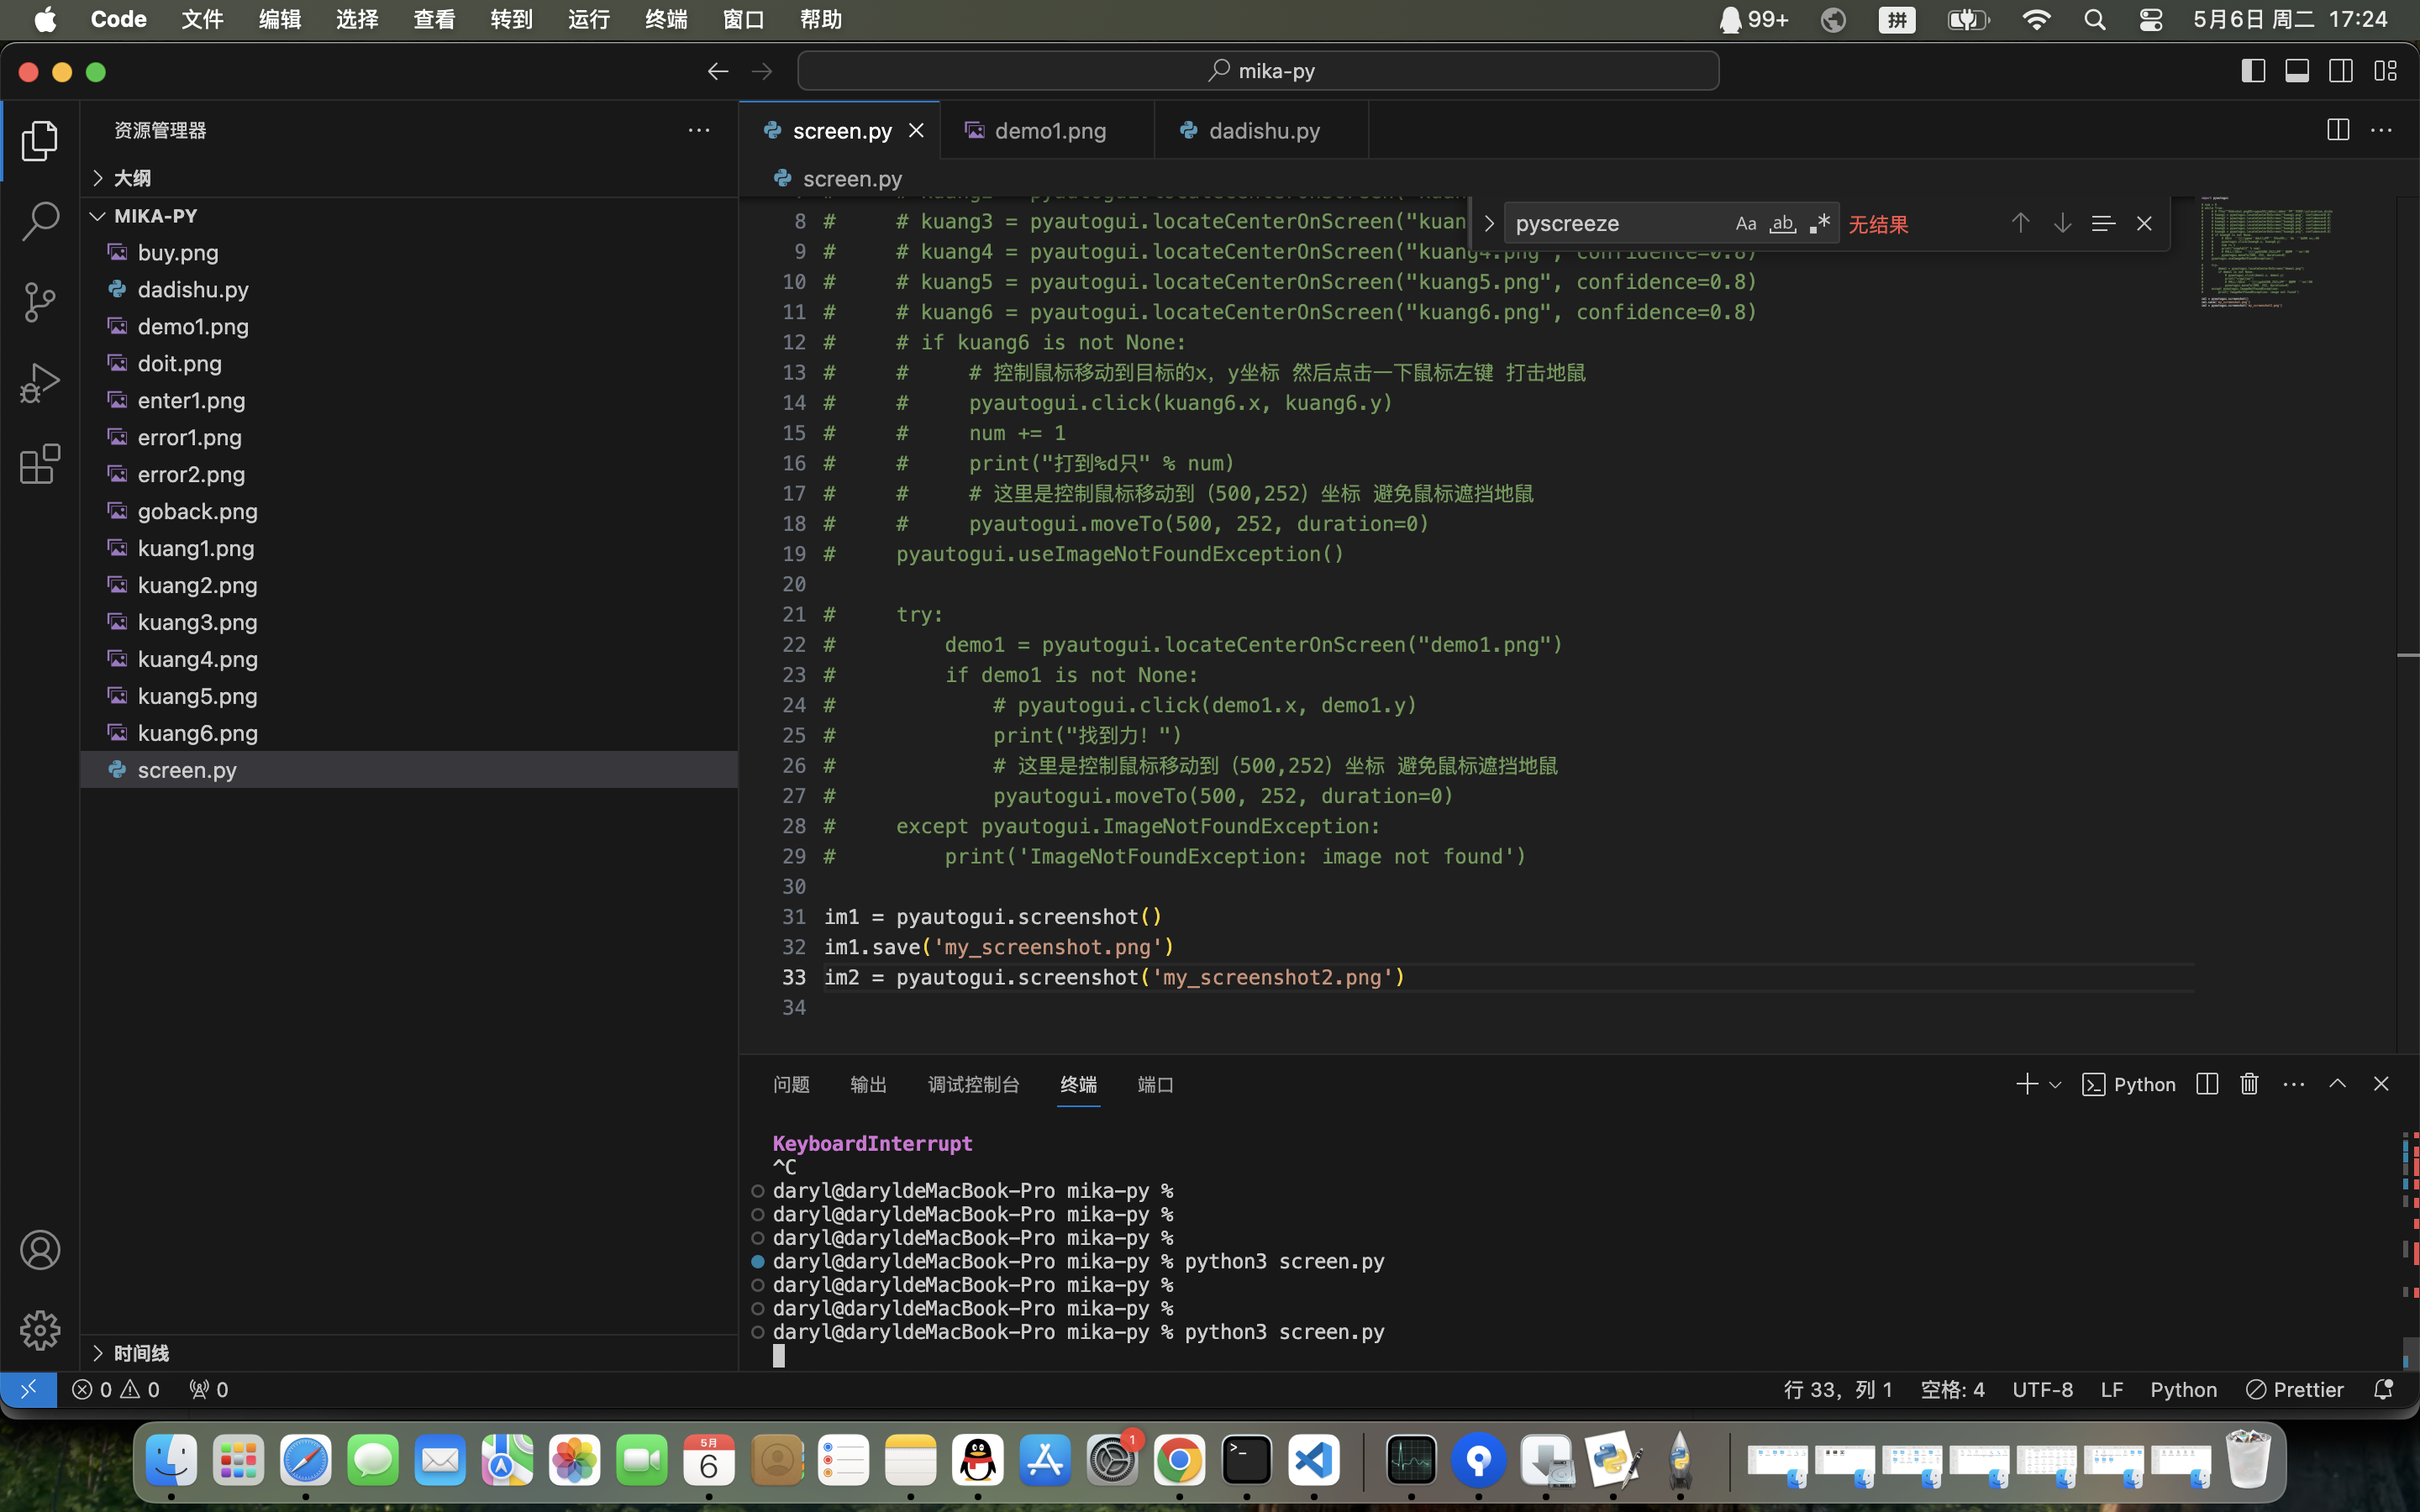 Code 文件 编辑 选择 查看 转到 运行 终端 窗口 帮助 99+ 拼 5月6日 周二 17:24
mika-py
资源管理器
screen.py demo1.png dadishu.py
大纲
screen.py
MIKA-PY
buy.png
dadishu.py
demo1.png
doit.png
enter1.png
error1.png
error2.png
goback.png
kuang1.png
kuang2.png
kuang3.png
kuang4.png
kuang5.png
kuang6.png
screen.py
时间线
pyscreeze Aa ab 无结果
8 # # kuang3 = pyautogui.locateCenterOnScreen("kuan
9 # # kuang4 = pyautogui.locateCenterOnScreen("kuang4.png", confidence=0.8)
10 # # kuang5 = pyautogui.locateCenterOnScreen("kuang5.png", confidence=0.8)
11 # # kuang6 = pyautogui.locateCenterOnScreen("kuang6.png", confidence=0.8)
12 # # if kuang6 is not None:
13 # # # 控制鼠标移动到目标的x，y坐标 然后点击一下鼠标左键 打击地鼠
14 # # pyautogui.click(kuang6.x, kuang6.y)
15 # # num += 1
16 # # print("打到%d只" % num)
17 # # # 这里是控制鼠标移动到（500,252）坐标 避免鼠标遮挡地鼠
18 # # pyautogui.moveTo(500, 252, duration=0)
19 # pyautogui.useImageNotFoundException()
20
21 # try:
22 # demo1 = pyautogui.locateCenterOnScreen("demo1.png")
23 # if demo1 is not None:
24 # # pyautogui.click(demo1.x, demo1.y)
25 # print("找到力！")
26 # # 这里是控制鼠标移动到（500,252）坐标 避免鼠标遮挡地鼠
27 # pyautogui.moveTo(500, 252, duration=0)
28 # except pyautogui.ImageNotFoundException:
29 # print('ImageNotFoundException: image not found')
30
31 im1 = pyautogui.screenshot()
32 im1.save('my_screenshot.png')
33 im2 = pyautogui.screenshot('my_screenshot2.png')
34
问题 输出 调试控制台 终端 端口 Python
KeyboardInterrupt
^C
daryl@daryldeMacBook-Pro mika-py %
daryl@daryldeMacBook-Pro mika-py %
daryl@daryldeMacBook-Pro mika-py %
daryl@daryldeMacBook-Pro mika-py % python3 screen.py
daryl@daryldeMacBook-Pro mika-py %
daryl@daryldeMacBook-Pro mika-py %
daryl@daryldeMacBook-Pro mika-py % python3 screen.py
0 0 0 行 33，列 1 空格: 4 UTF-8 LF Python Prettier
5月
6
1